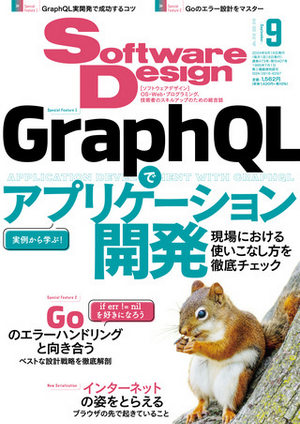 Special Feature 1
GraphQL実開発で成功するコツ
Special Feature 2
Goのエラー設計をマスター
Software Design
[ソフトウェアデザイン]
OS・Web・プログラミング、
技術者のスキルアップのための総合誌
9
Special Feature 1
GraphQL
で
APPLICATION DEVELOPMENT WITH GRAPHQL
アプリケーション
開発
実例から学ぶ!
現場における
使いこなし方を
徹底チェック
Special Feature 2
if err != nil
を好きになろう
Go
のエラーハンドリング
と向き合う
ベストな設計戦略を徹底解剖
New Serialization
インターネット
の姿をとらえる
ブラウザの先で起きていること